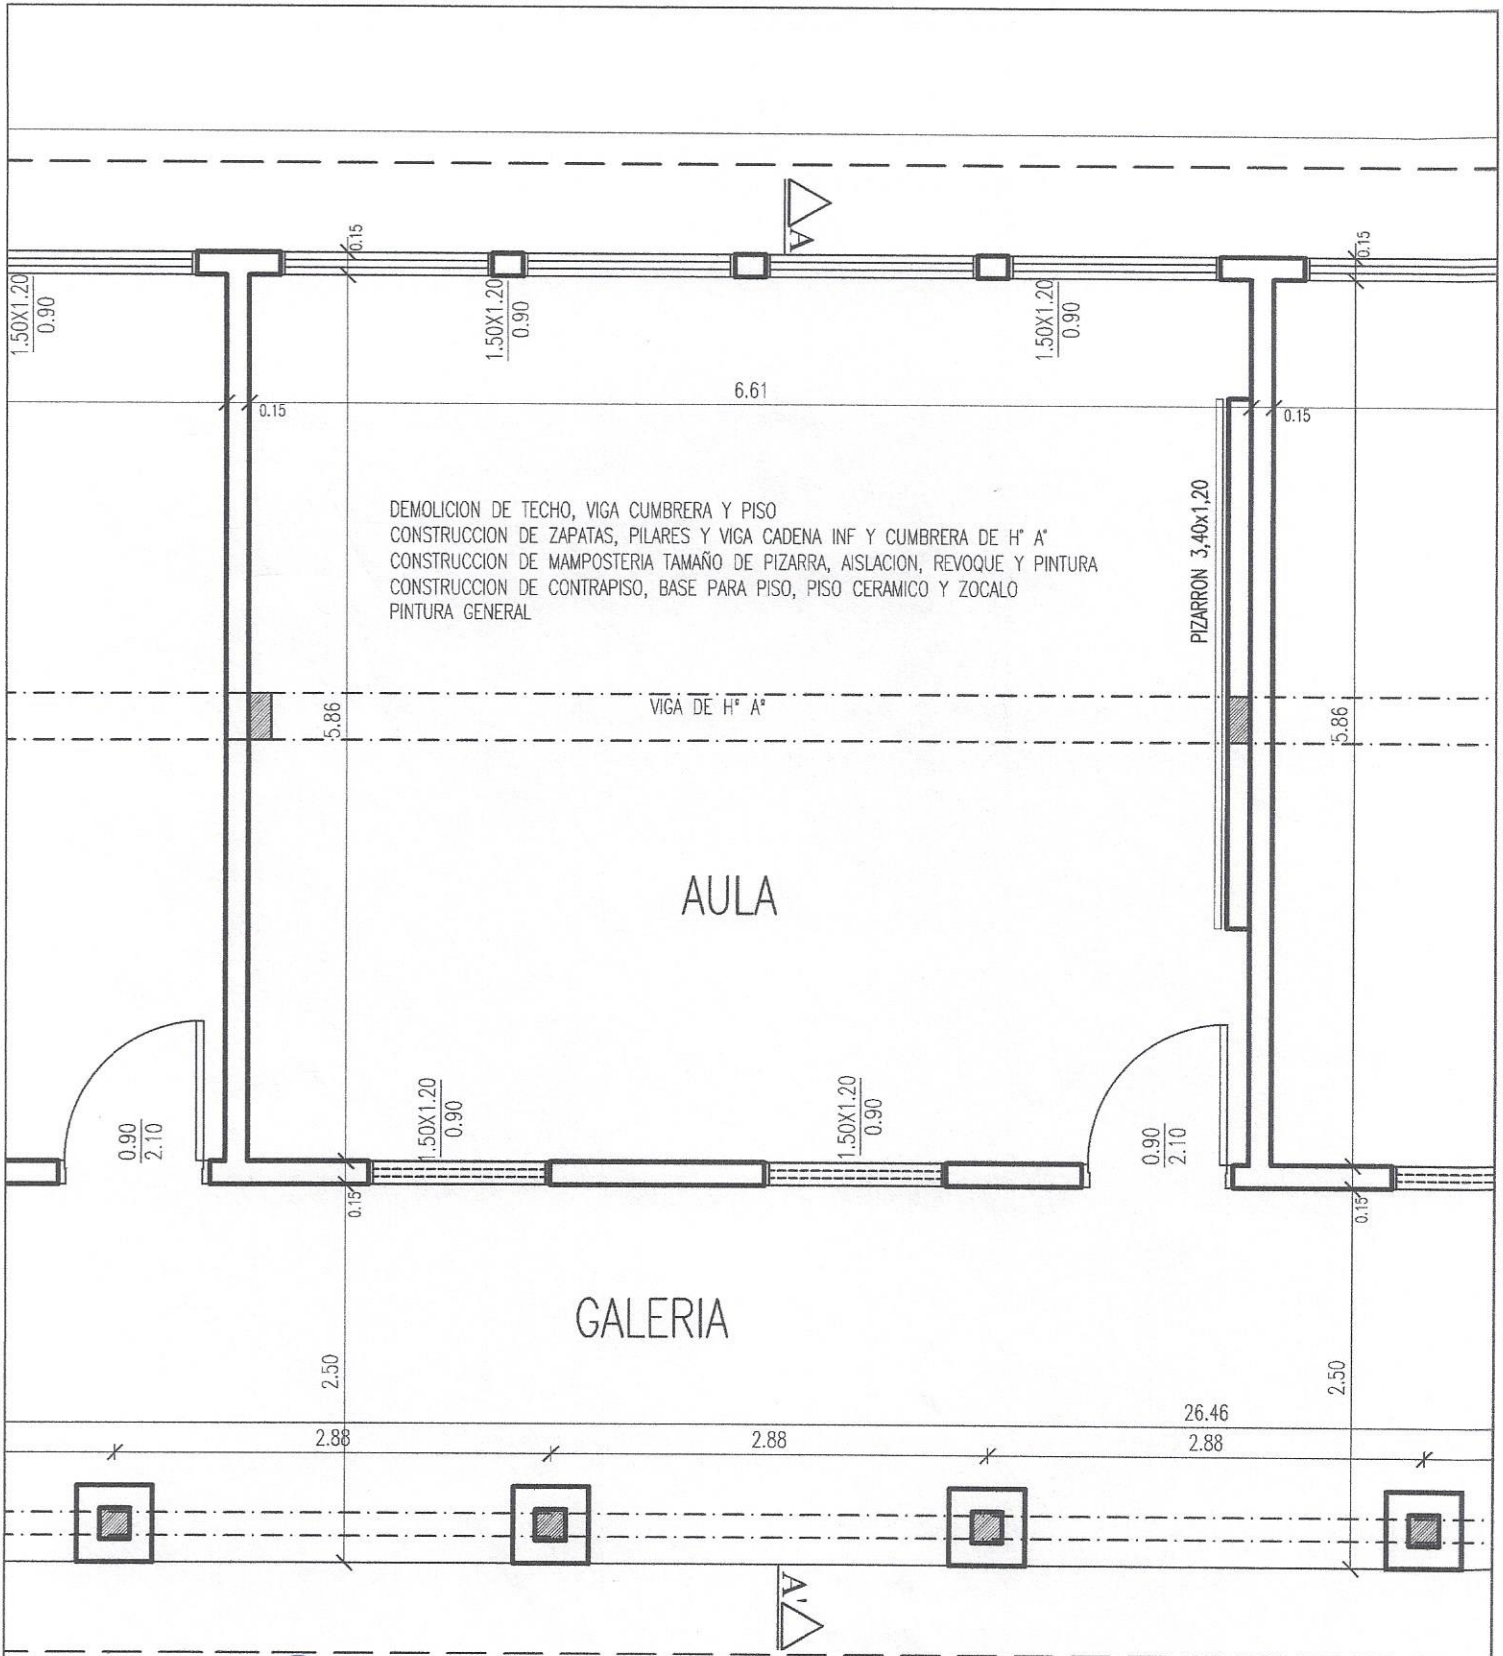 A
0.15
0.15
1.50X1.20
0.90
1.50X1.20
0.90
1.50X1.20
0.90
6.61
0.15
0.15
DEMOLICION DE TECHO, VIGA CUMBRERA Y PISO
CONSTRUCCION DE ZAPATAS, PILARES Y VIGA CADENA INF Y CUMBRERA DE H° A°
CONSTRUCCION DE MAMPOSTERIA TAMAÑO DE PIZARRA, AISLACION, REVOQUE Y PINTURA
CONSTRUCCION DE CONTRAPISO, BASE PARA PISO, PISO CERAMICO Y ZOCALO
PINTURA GENERAL
PIZARRON 3,40x1,20
VIGA DE H° A°
5.86
5.86
AULA
0.90
2.10
1.50X1.20
0.90
1.50X1.20
0.90
0.90
2.10
0.15
0.15
GALERIA
2.50
2.50
26.46
2.88
2.88
2.88
A'